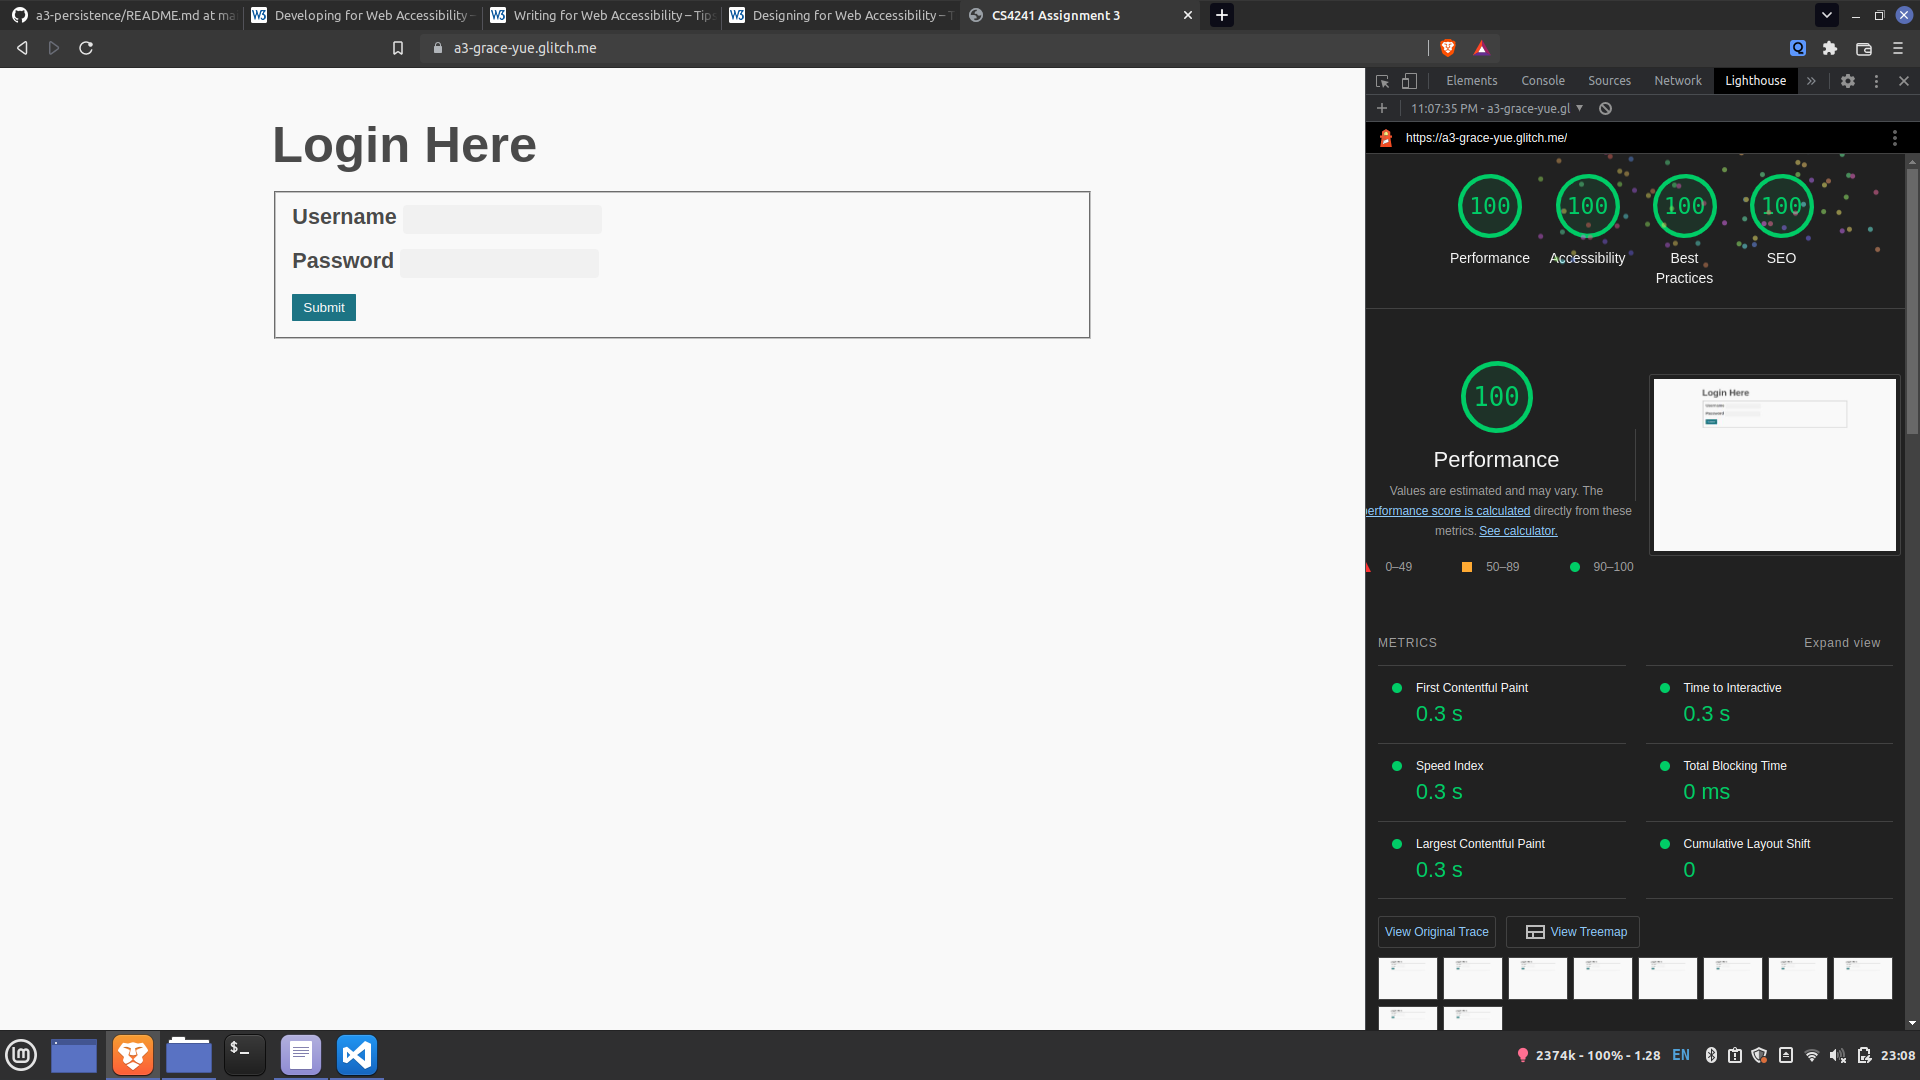 a3-persistence/README.md at ma
Developing for Web Accessibility –
Writing for Web Accessibility – Tips
Designing for Web Accessibility – T
CS4241 Assignment 3
a3-grace-yue.glitch.me
Elements
Console
Sources
Network
Lighthouse
11:07:35 PM - a3-grace-yue.gl
https://a3-grace-yue.glitch.me/
Login Here
Username
Password
Submit
100
100
100
100
Performance
Accessibility
Best
Practices
SEO
100
Performance
Values are estimated and may vary. The
performance score is calculated directly from these
metrics. See calculator.
0–49
50–89
90–100
Login Here
METRICS
Expand view
First Contentful Paint
0.3 s
Time to Interactive
0.3 s
Speed Index
0.3 s
Total Blocking Time
0 ms
Largest Contentful Paint
0.3 s
Cumulative Layout Shift
0
View Original Trace
View Treemap
2374k - 100% - 1.28
EN
23:08